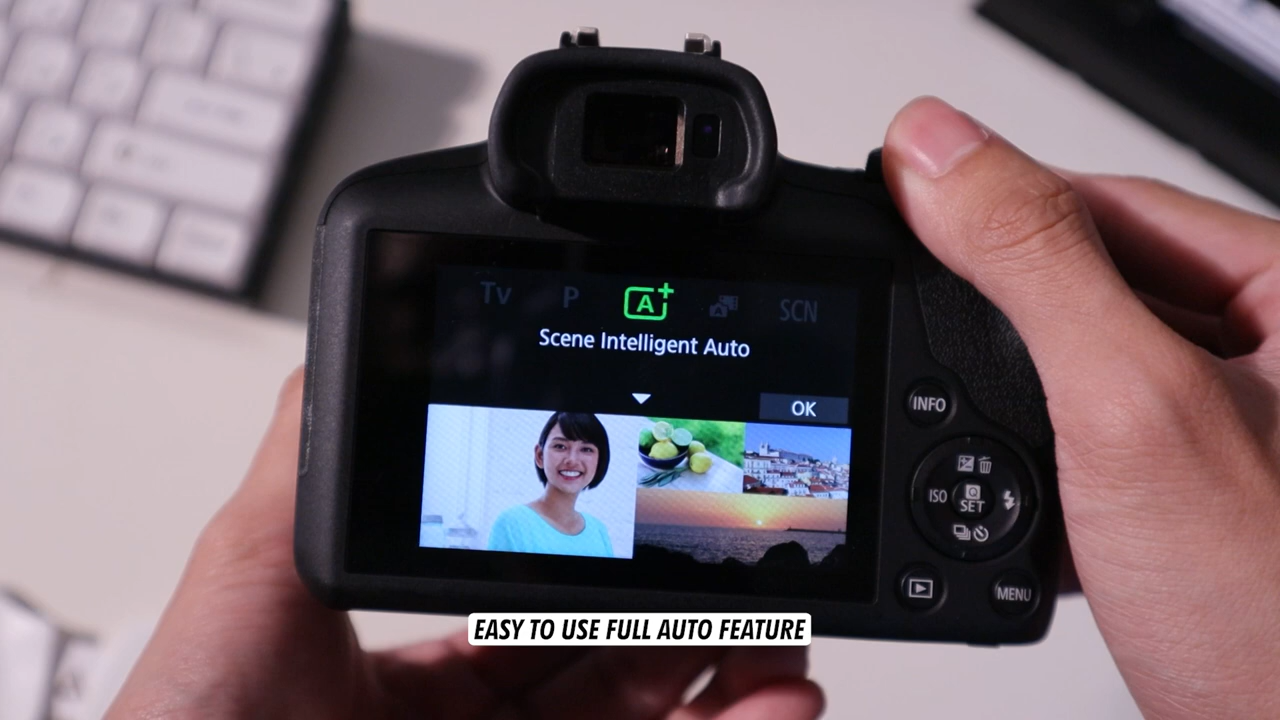 Tv P A+ SCN
Scene Intelligent Auto
OK
INFO
ISO
Q
SET
MENU
EASY TO USE FULL AUTO FEATURE